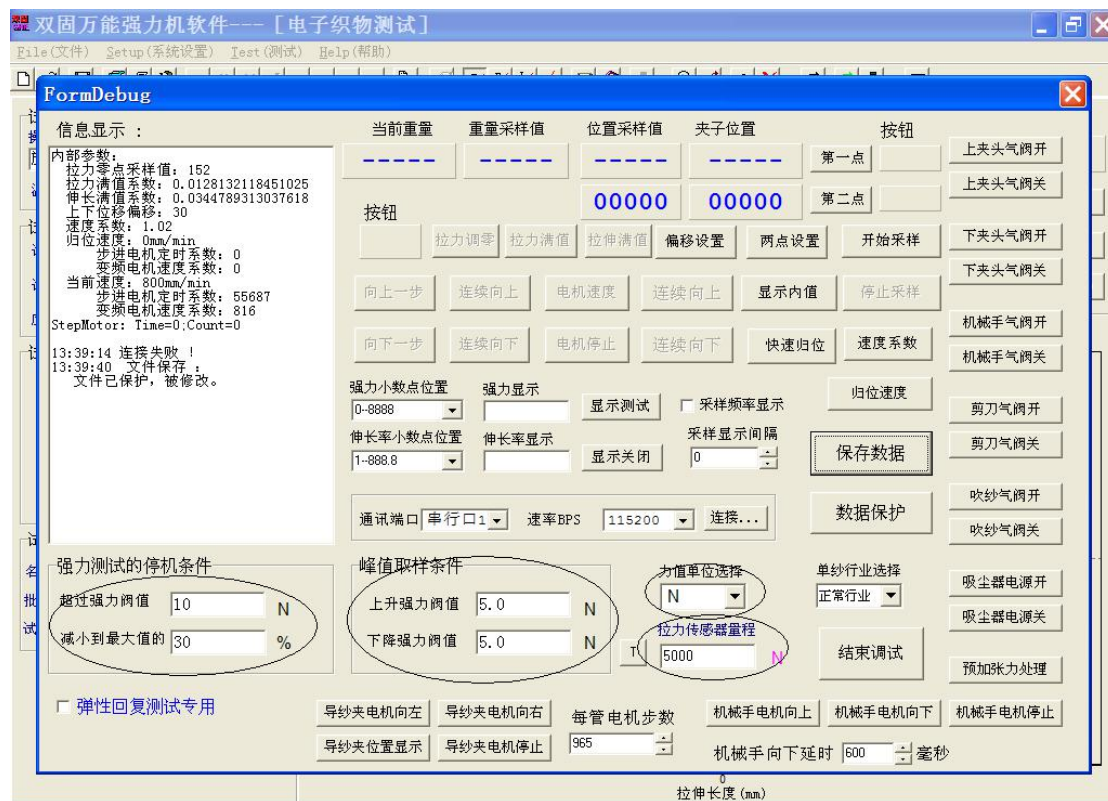 双固万能强力机软件---［电子织物测试］
File(文件) Setup(系统设置) Test(测试) Help(帮助)
FormDebug
信息显示 ：
内部参数:
拉力零点采样值: 152
拉力满值系数: 0.0128132118451025
伸长满值系数: 0.0344789313037618
上下位移偏移: 30
速度系数: 1.02
归位速度: 0mm/min
步进电机定时系数: 0
变频电机速度系数: 0
当前速度: 800mm/min
步进电机定时系数: 55687
变频电机速度系数: 816
StepMotor: Time=0;Count=0
13:39:14 连接失败 ！
13:39:40 文件保存 :
文件已保护，被修改。
当前重量 重量采样值 位置采样值 夹子位置 按钮
----- ----- ----- ----- 第一点
00000 00000 第二点
按钮
拉力调零 拉力满值 拉伸满值 偏移设置 两点设置 开始采样
向上一步 连续向上 电机速度 连续向上 显示内值 停止采样
向下一步 连续向下 电机停止 连续向下 快速归位 速度系数
强力小数点位置 强力显示
0--8888 显示测试 采样频率显示 归位速度
伸长率小数点位置 伸长率显示 采样显示间隔
1--888.8 显示关闭 0 保存数据
通讯端口 串行口1 速率BPS 115200 连接... 数据保护
上夹头气阀开
上夹头气阀关
下夹头气阀开
下夹头气阀关
机械手气阀开
机械手气阀关
剪刀气阀开
剪刀气阀关
吹纱气阀开
吹纱气阀关
吸尘器电源开
吸尘器电源关
预加张力处理
强力测试的停机条件
超过强力阀值 10 N
减小到最大值的 30 %
峰值取样条件
上升强力阀值 5.0 N
下降强力阀值 5.0 N
力值单位选择
N
T
拉力传感器量程
5000 N
单纱行业选择
正常行业
结束调试
弹性回复测试专用
导纱夹电机向左 导纱夹电机向右 每管电机步数 机械手电机向上 机械手电机向下 机械手电机停止
导纱夹位置显示 导纱夹电机停止 965 机械手向下延时 600 毫秒
0
拉伸长度(mm)